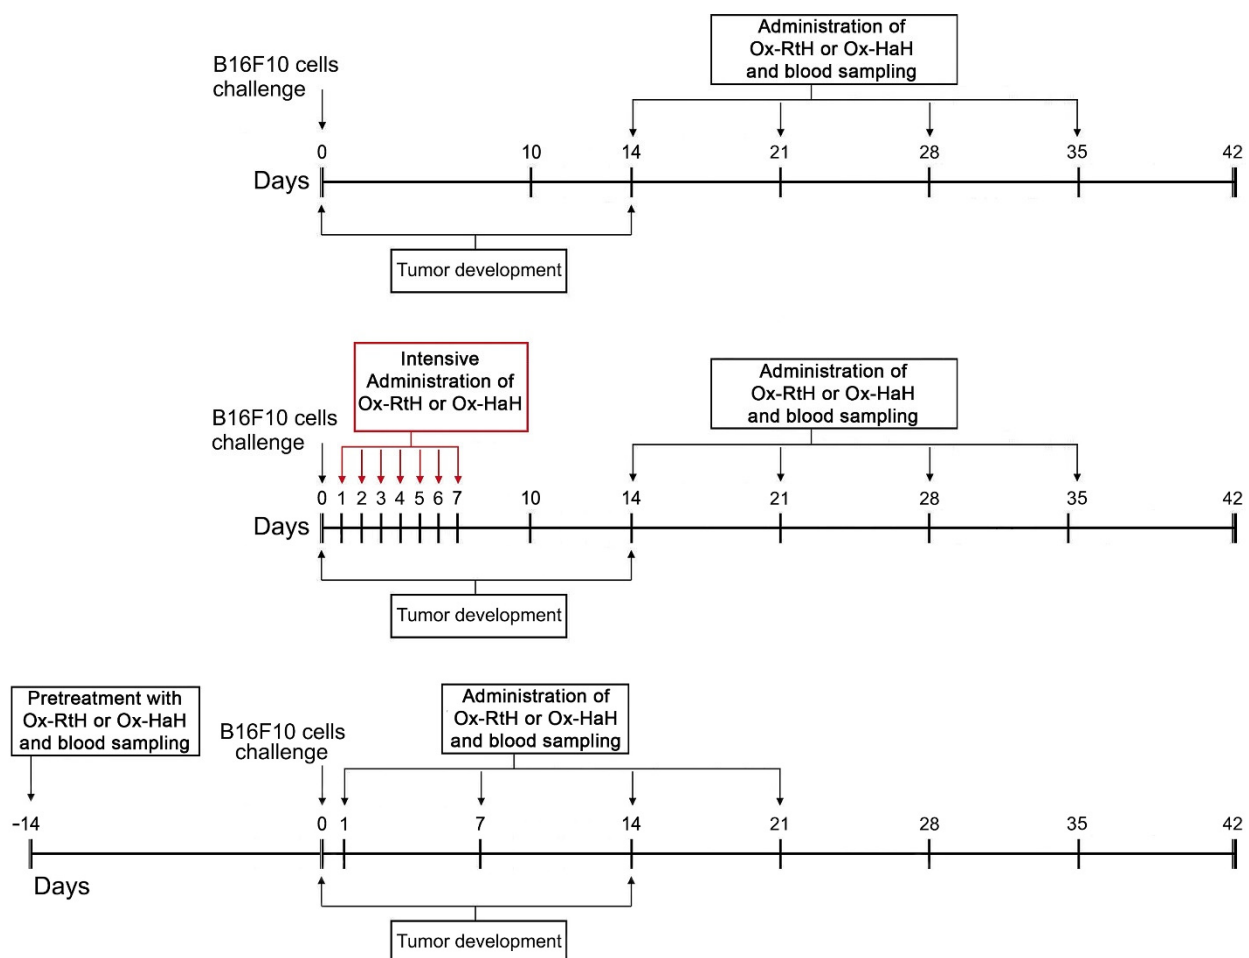 Administration of
Ox-RtH or Ox-HaH
and blood sampling
B16F10 cells
challenge
0 10 14 21 28 35 42
Days
Tumor development
Intensive
Administration of
Ox-RtH or Ox-HaH
Administration of
Ox-RtH or Ox-HaH
and blood sampling
B16F10 cells
challenge
0 1 2 3 4 5 6 7 10 14 21 28 35 42
Days
Tumor development
Pretreatment with
Ox-RtH or Ox-HaH
and blood sampling
B16F10 cells
challenge
Administration of
Ox-RtH or Ox-HaH
and blood sampling
-14 0 1 7 14 21 28 35 42
Days
Tumor development